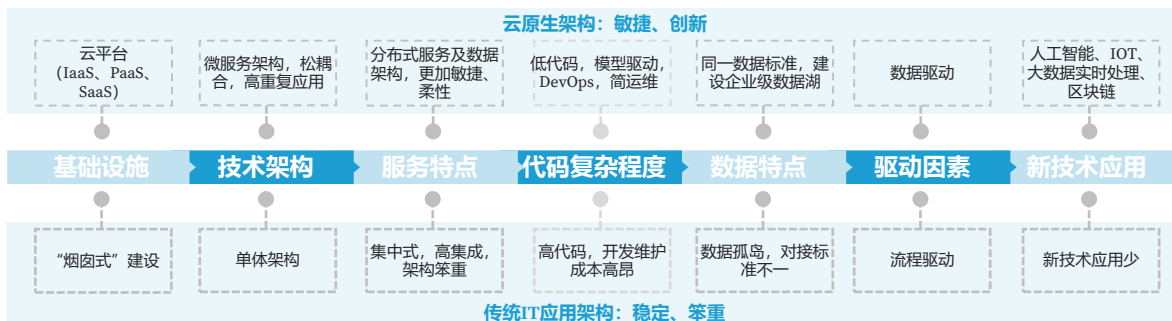 云原生架构：敏捷、创新
云平台
（IaaS、PaaS、
SaaS）
微服务架构，松耦
合，高重复应用
分布式服务及数据
架构，更加敏捷、
柔性
低代码，模型驱动，
DevOps，简运维
同一数据标准，建
设企业级数据湖
数据驱动
人工智能、IOT、
大数据实时处理、
区块链
基础设施
技术架构
服务特点
代码复杂程度
数据特点
驱动因素
新技术应用
“烟囱式”建设
单体架构
集中式，高集成，
架构笨重
高代码，开发维护
成本高昂
数据孤岛，对接标
准不一
流程驱动
新技术应用少
传统IT应用架构：稳定、笨重